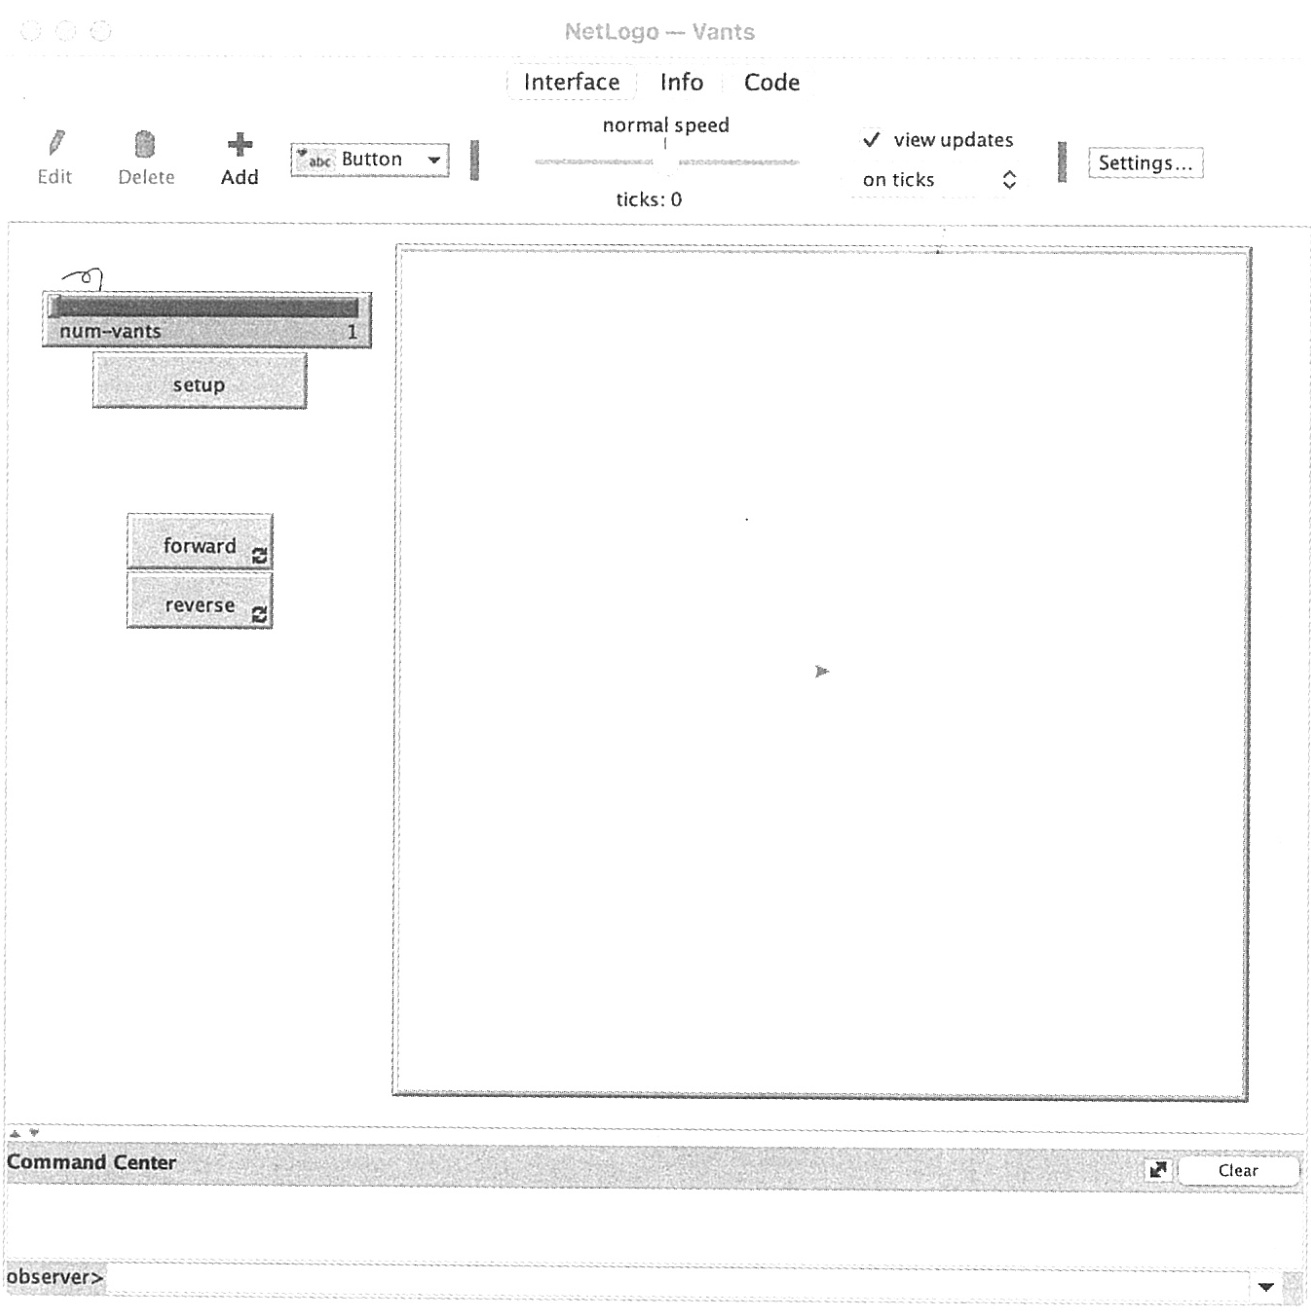 NetLogo — Vants
Interface Info Code
normal speed
Edit Delete Add abc Button view updates
on ticks Settings...
ticks: 0
num-vants 1
setup
forward
reverse
Command Center Clear
observer>